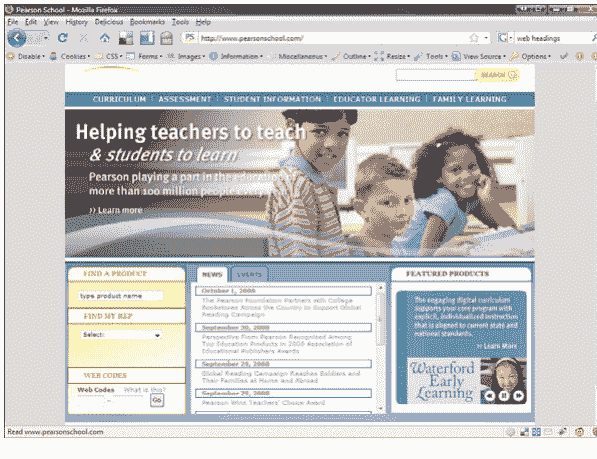 Pearson School - Mozilla Firefox
File Edit View History Delicious Bookmarks Tools Help
http://www.pearsonschool.com/ web headings
Disable Cookies CSS Forms Images Information Miscellaneous Outline Resize Tools View Source Options
SEARCH
CURRICULUM ASSESSMENT STUDENT INFORMATION EDUCATOR LEARNING FAMILY LEARNING
Helping teachers to teach
& students to learn
Pearson playing a part in the education of
more than 100 million people
›› Learn more
FIND A PRODUCT
type product name
FIND MY REP
Select:
WEB CODES
Web Codes What is this?
- Go
NEWS EVENTS
October 1, 2008
The Pearson Foundation Partners with College
Bookstores Across the Country to Support Global
Reading Campaign
September 30, 2008
Perspective From Pearson Recognized Among
Top Education Products in 2008 Association of
Educational Publishers Awards
September 29, 2008
Global Reading Campaign Reaches Soldiers and
Their Families at Home and Abroad
September 29, 2008
Pearson Wins Teachers' Choice Award
FEATURED PRODUCTS
The engaging digital curriculum
supports your core program with
explicit, individualized instruction
that is aligned to current state and
national standards.
›› Learn More
Waterford
Early
Learning
Read www.pearsonschool.com